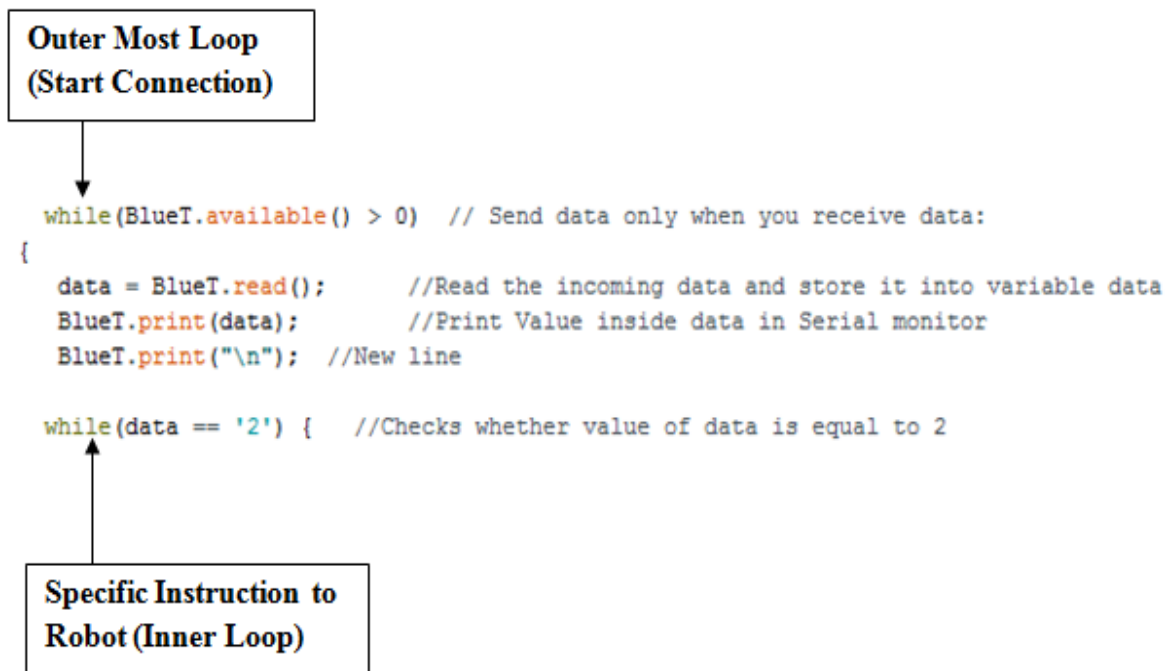 Outer Most Loop
(Start Connection)
while(BlueT.available() > 0)  // Send data only when you receive data:
{
data = BlueT.read();       //Read the incoming data and store it into variable data
BlueT.print(data);         //Print Value inside data in Serial monitor
BlueT.print("\n");  //New line
while(data == '2') {   //Checks whether value of data is equal to 2
Specific Instruction to
Robot (Inner Loop)